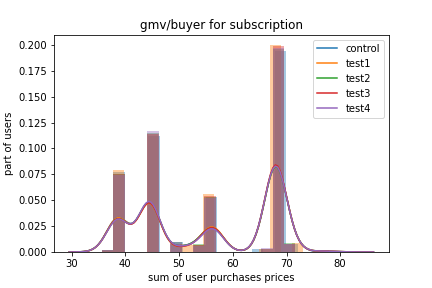 gmv/buyer for subscription
0.200
0.175
0.150
0.125
0.100
0.075
0.050
0.025
0.000
part of users
control
test1
test2
test3
test4
30 40 50 60 70 80
sum of user purchases prices